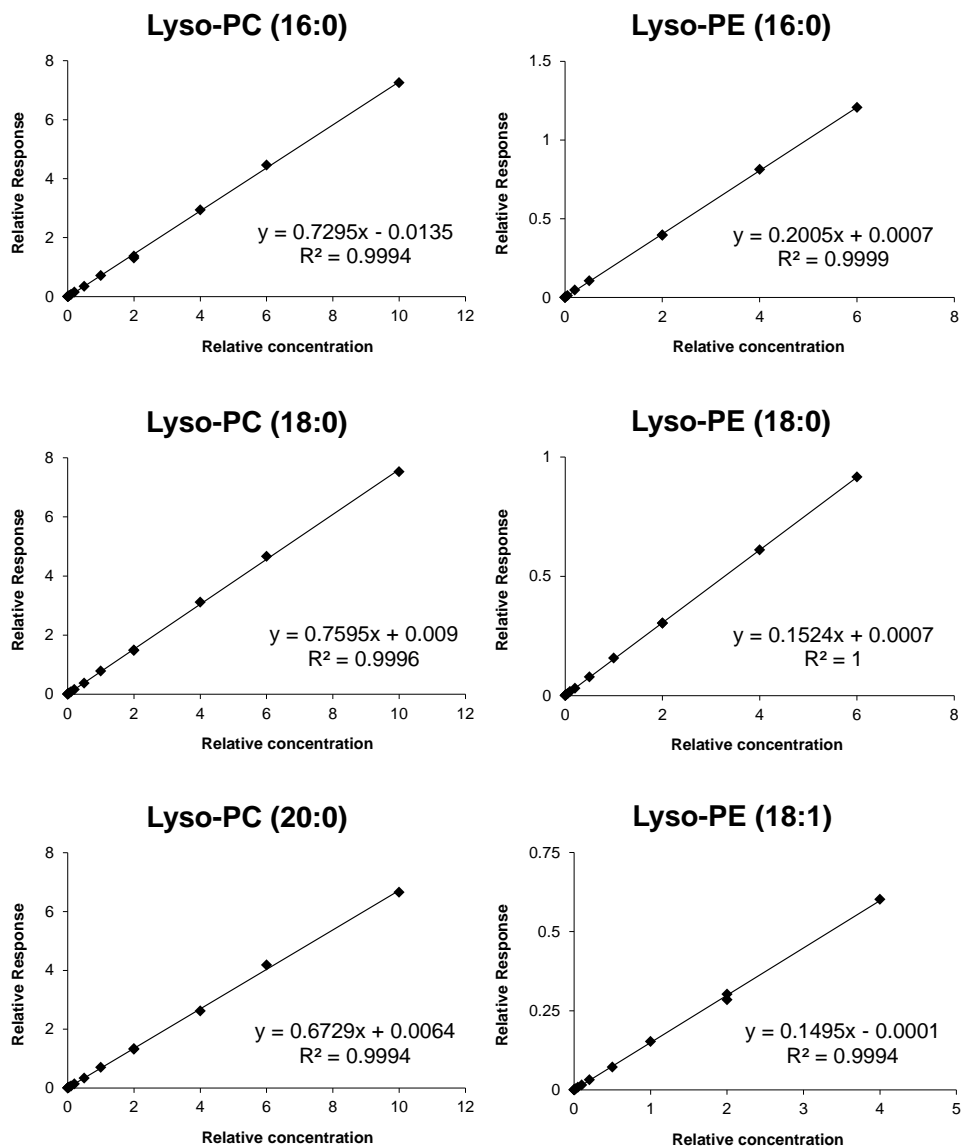 Lyso-PC (16:0)
8
6
4
2
0
0 2 4 6 8 10 12
Relative Response
Relative concentration
y = 0.7295x - 0.0135
R² = 0.9994
Lyso-PE (16:0)
1.5
1
0.5
0
0 2 4 6 8
Relative Response
Relative concentration
y = 0.2005x + 0.0007
R² = 0.9999
Lyso-PC (18:0)
8
6
4
2
0
0 2 4 6 8 10 12
Relative Response
Relative concentration
y = 0.7595x + 0.009
R² = 0.9996
Lyso-PE (18:0)
1
0.5
0
0 2 4 6 8
Relative Response
Relative concentration
y = 0.1524x + 0.0007
R² = 1
Lyso-PC (20:0)
8
6
4
2
0
0 2 4 6 8 10 12
Relative Response
Relative concentration
y = 0.6729x + 0.0064
R² = 0.9994
Lyso-PE (18:1)
0.75
0.5
0.25
0
0 1 2 3 4 5
Relative Response
Relative concentration
y = 0.1495x - 0.0001
R² = 0.9994